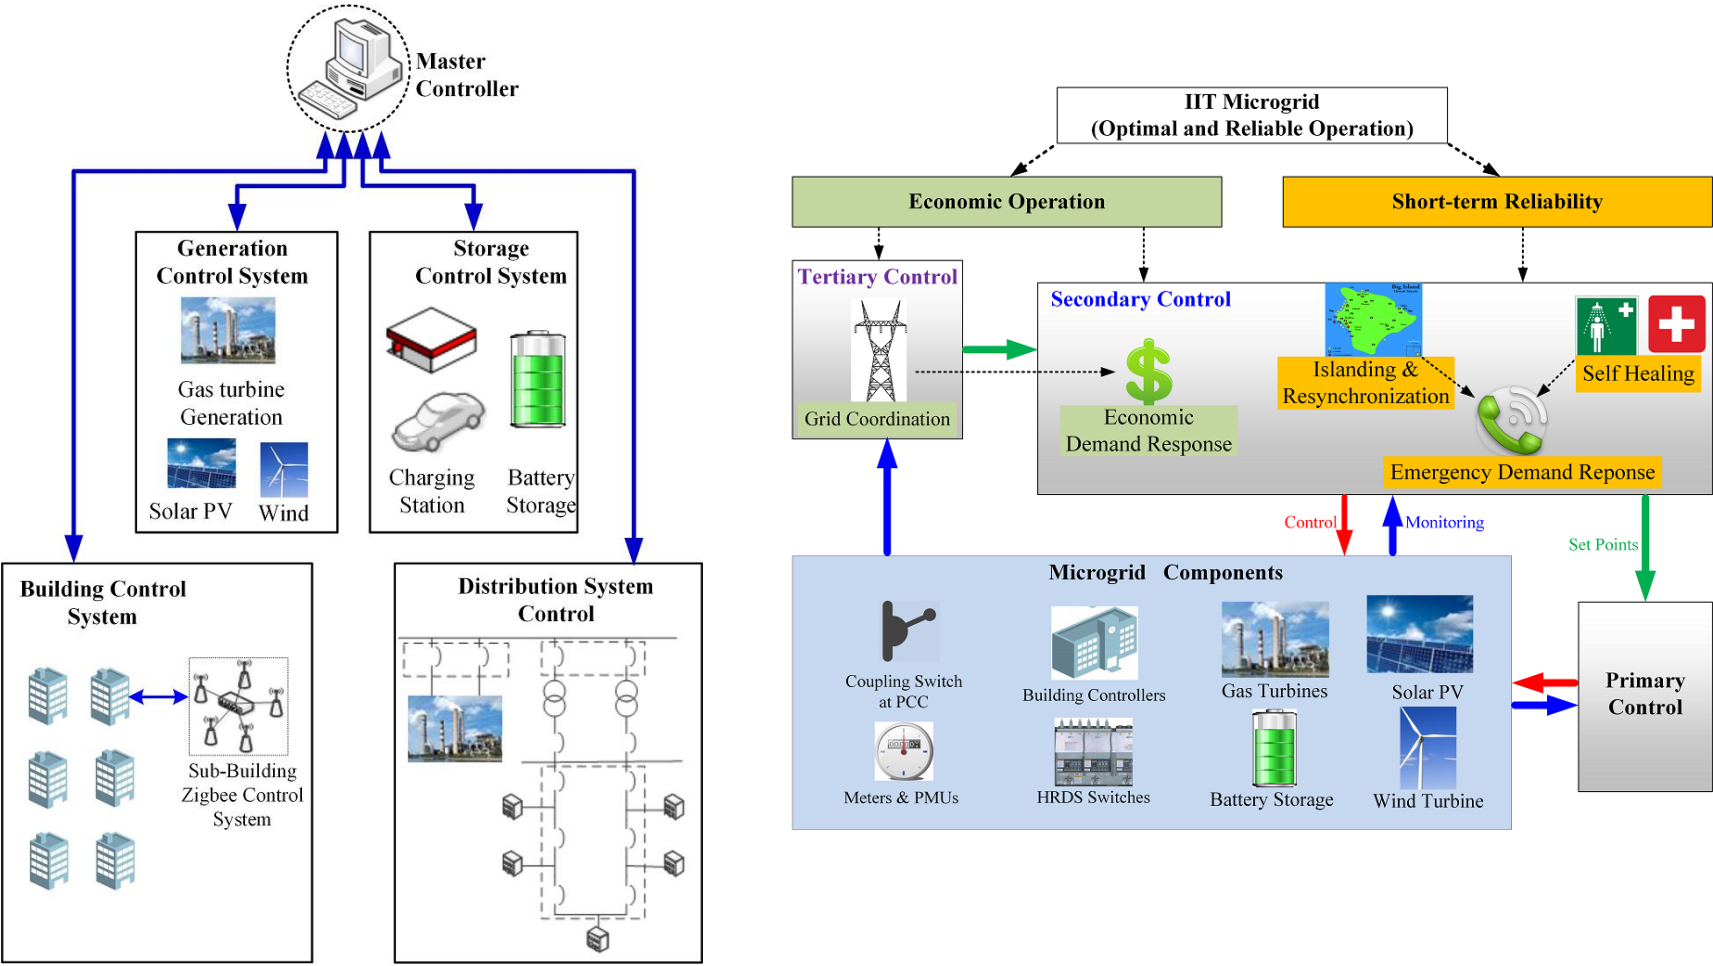 Master
Controller
Generation
Control System
Gas turbine
Generation
Solar PV
Wind
Storage
Control System
Charging
Station
Battery
Storage
Building Control
System
Sub-Building
Zigbee Control
System
Distribution System
Control
IIT Microgrid
(Optimal and Reliable Operation)
Economic Operation
Short-term Reliability
Tertiary Control
Grid Coordination
Secondary Control
Economic
Demand Response
Big Island
Islanding &
Resynchronization
Self Healing
Emergency Demand Reponse
Control
Monitoring
Set Points
Microgrid Components
Coupling Switch
at PCC
Building Controllers
Gas Turbines
Solar PV
Meters & PMUs
HRDS Switches
Battery Storage
Wind Turbine
Primary
Control